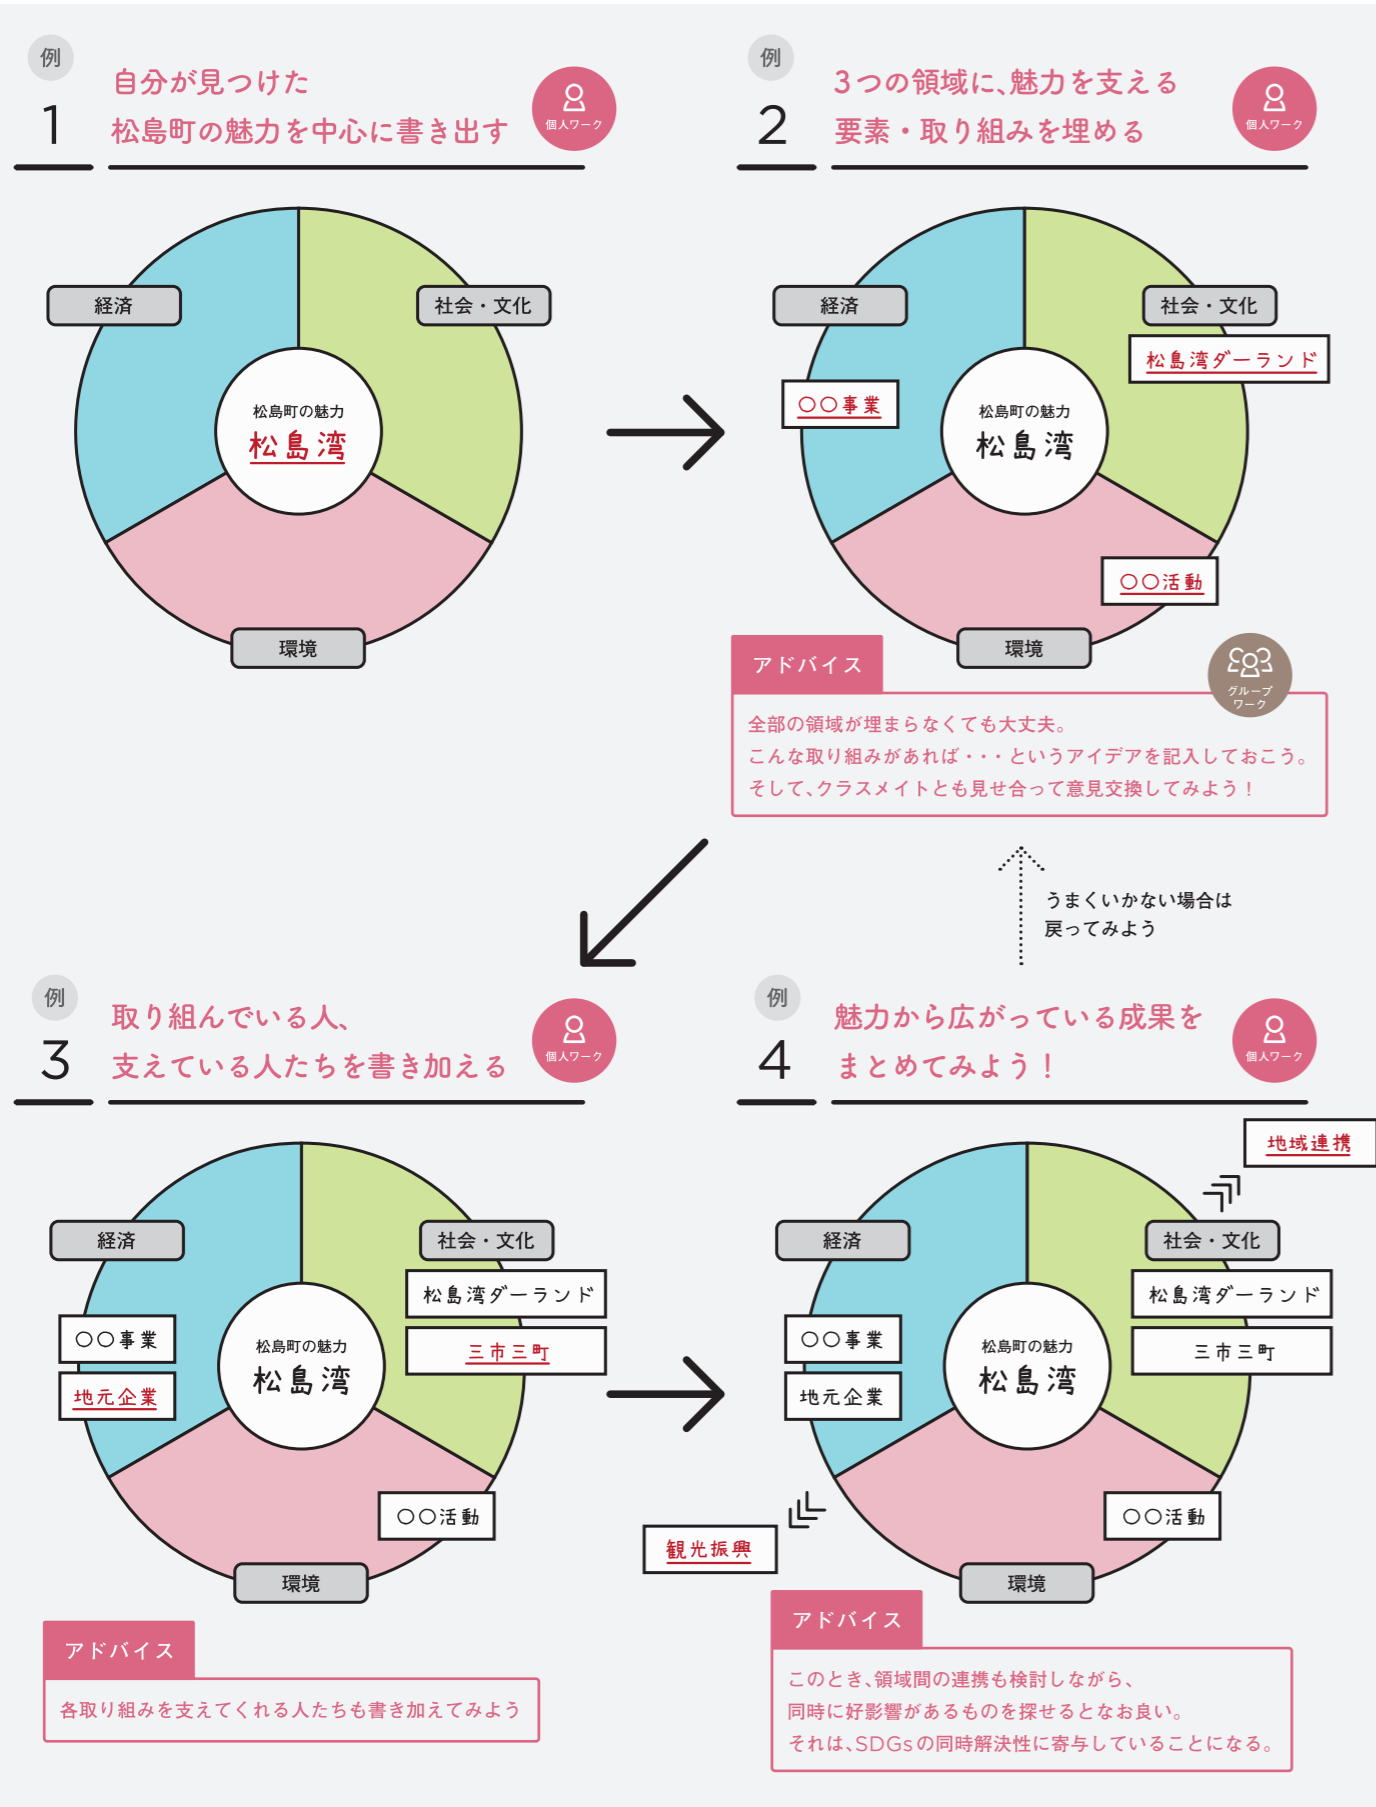 例
1
自分が見つけた
松島町の魅力を中心に書き出す
個人ワーク
経済
社会・文化
松島町の魅力
松島湾
環境
例
2
3つの領域に、魅力を支える
要素・取り組みを埋める
個人ワーク
経済
社会・文化
松島湾ダーランド
〇〇事業
松島町の魅力
松島湾
〇〇活動
環境
アドバイス
グループ
ワーク
全部の領域が埋まらなくても大丈夫。
こんな取り組みがあれば・・・というアイデアを記入しておこう。
そして、クラスメイトとも見せ合って意見交換してみよう！
うまくいかない場合は
戻ってみよう
例
3
取り組んでいる人、
支えている人たちを書き加える
個人ワーク
経済
社会・文化
松島湾ダーランド
〇〇事業
三市三町
松島町の魅力
松島湾
地元企業
〇〇活動
環境
アドバイス
各取り組みを支えてくれる人たちも書き加えてみよう
例
4
魅力から広がっている成果を
まとめてみよう！
個人ワーク
地域連携
経済
社会・文化
松島湾ダーランド
〇〇事業
三市三町
松島町の魅力
松島湾
地元企業
〇〇活動
観光振興
環境
アドバイス
このとき、領域間の連携も検討しながら、
同時に好影響があるものを探せるとなお良い。
それは、SDGsの同時解決性に寄与していることになる。